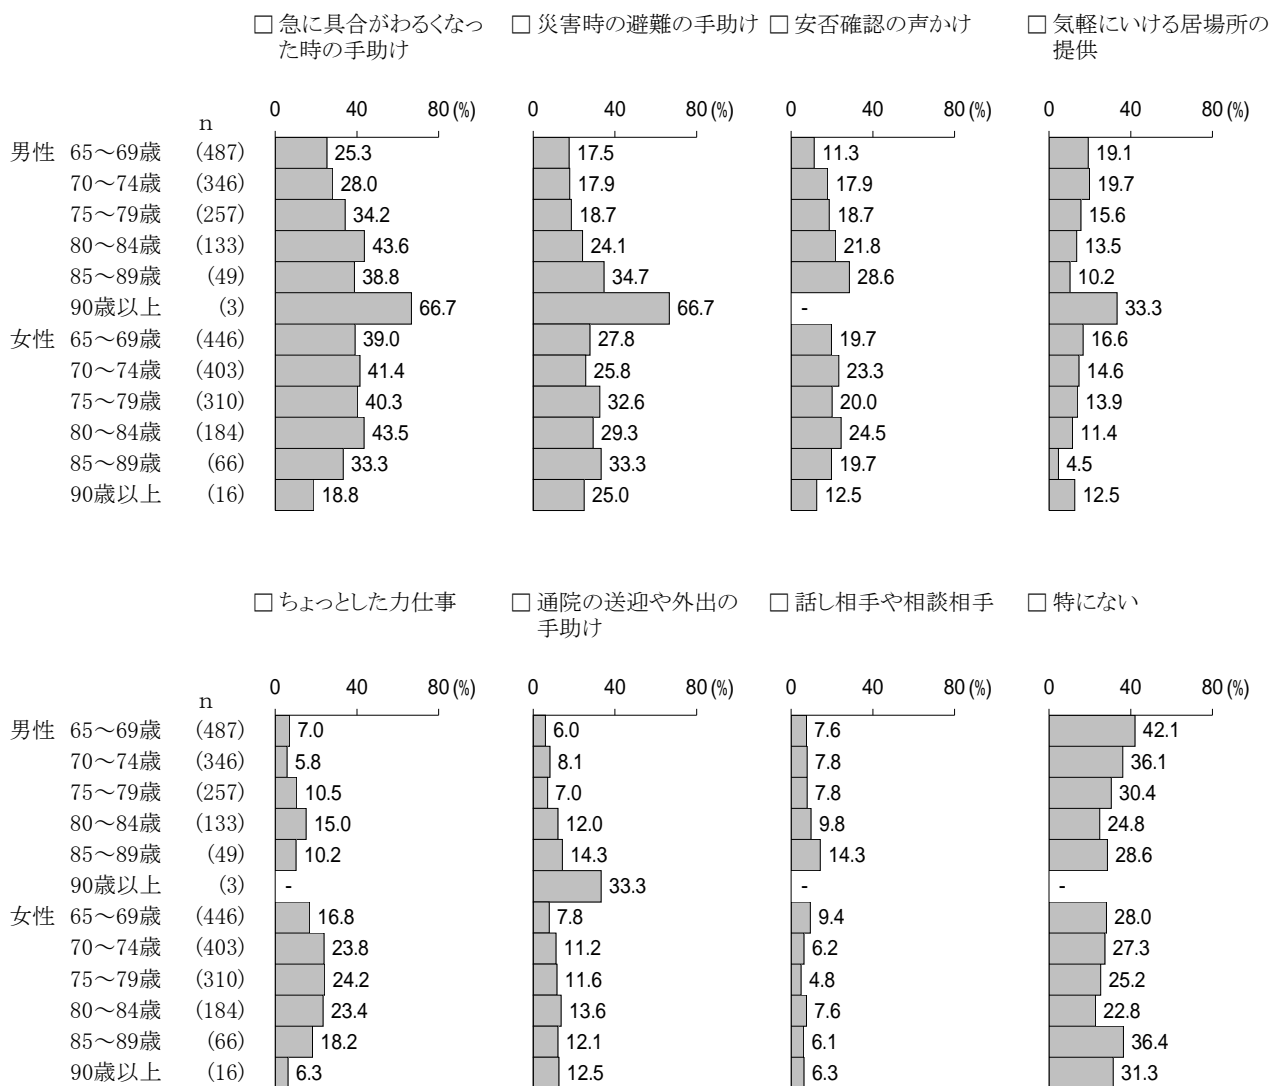 □ 急に具合がわるくなっ □ 災害時の避難の手助け □ 安否確認の声かけ □ 気軽にいける居場所の
た時の手助け 提供
0 40 80 (%) 0 40 80 (%) 0 40 80 (%) 0 40 80 (%)
n
男性 65～69歳 (487) 25.3 17.5 11.3 19.1
70～74歳 (346) 28.0 17.9 17.9 19.7
75～79歳 (257) 34.2 18.7 18.7 15.6
80～84歳 (133) 43.6 24.1 21.8 13.5
85～89歳 (49) 38.8 34.7 28.6 10.2
90歳以上 (3) 66.7 66.7 - 33.3
女性 65～69歳 (446) 39.0 27.8 19.7 16.6
70～74歳 (403) 41.4 25.8 23.3 14.6
75～79歳 (310) 40.3 32.6 20.0 13.9
80～84歳 (184) 43.5 29.3 24.5 11.4
85～89歳 (66) 33.3 33.3 19.7 4.5
90歳以上 (16) 18.8 25.0 12.5 12.5
□ ちょっとした力仕事 □ 通院の送迎や外出の □ 話し相手や相談相手 □ 特にない
手助け
0 40 80 (%) 0 40 80 (%) 0 40 80 (%) 0 40 80 (%)
n
男性 65～69歳 (487) 7.0 6.0 7.6 42.1
70～74歳 (346) 5.8 8.1 7.8 36.1
75～79歳 (257) 10.5 7.0 7.8 30.4
80～84歳 (133) 15.0 12.0 9.8 24.8
85～89歳 (49) 10.2 14.3 14.3 28.6
90歳以上 (3) - 33.3 - -
女性 65～69歳 (446) 16.8 7.8 9.4 28.0
70～74歳 (403) 23.8 11.2 6.2 27.3
75～79歳 (310) 24.2 11.6 4.8 25.2
80～84歳 (184) 23.4 13.6 7.6 22.8
85～89歳 (66) 18.2 12.1 6.1 36.4
90歳以上 (16) 6.3 12.5 6.3 31.3